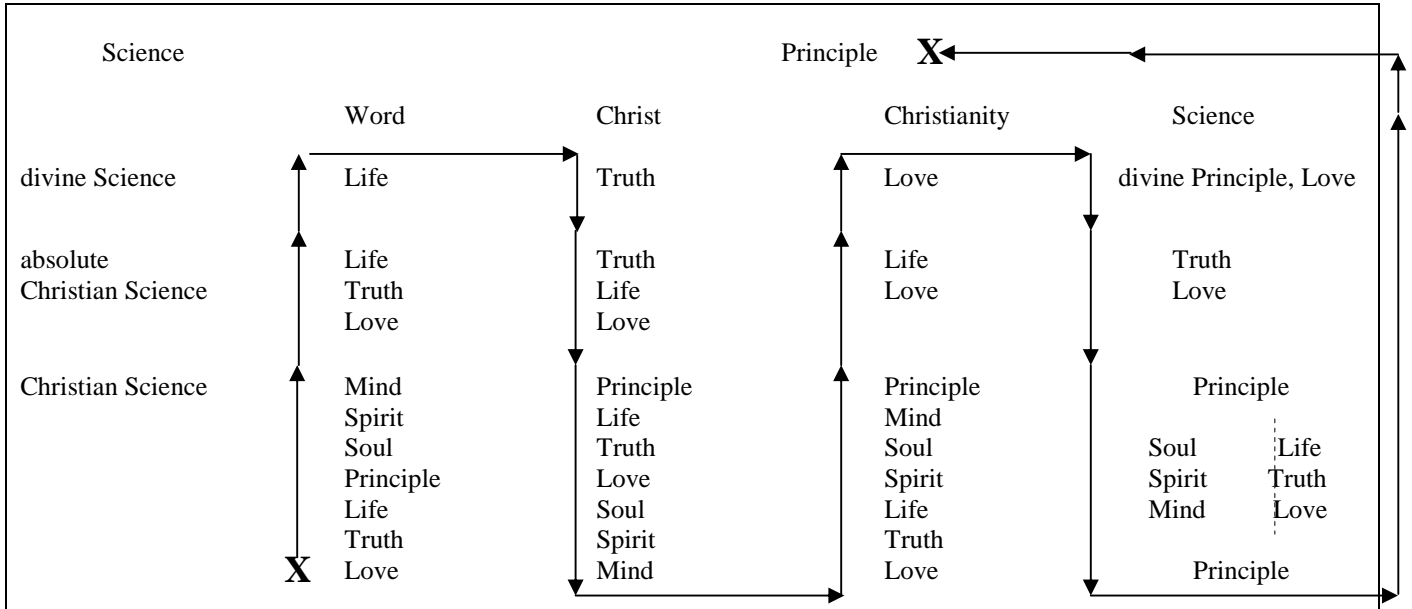 Science Principle X
Word Christ Christianity Science
divine Science Life Truth Love divine Principle, Love
absolute Life Truth Life Truth
Christian Science Truth Life Love Love
Love Love
Christian Science Mind Principle Principle Principle
Spirit Life Mind
Soul Truth Soul Soul Life
Principle Love Spirit Spirit Truth
Life Soul Life Mind Love
Truth Spirit Truth
X Love Mind Love Principle